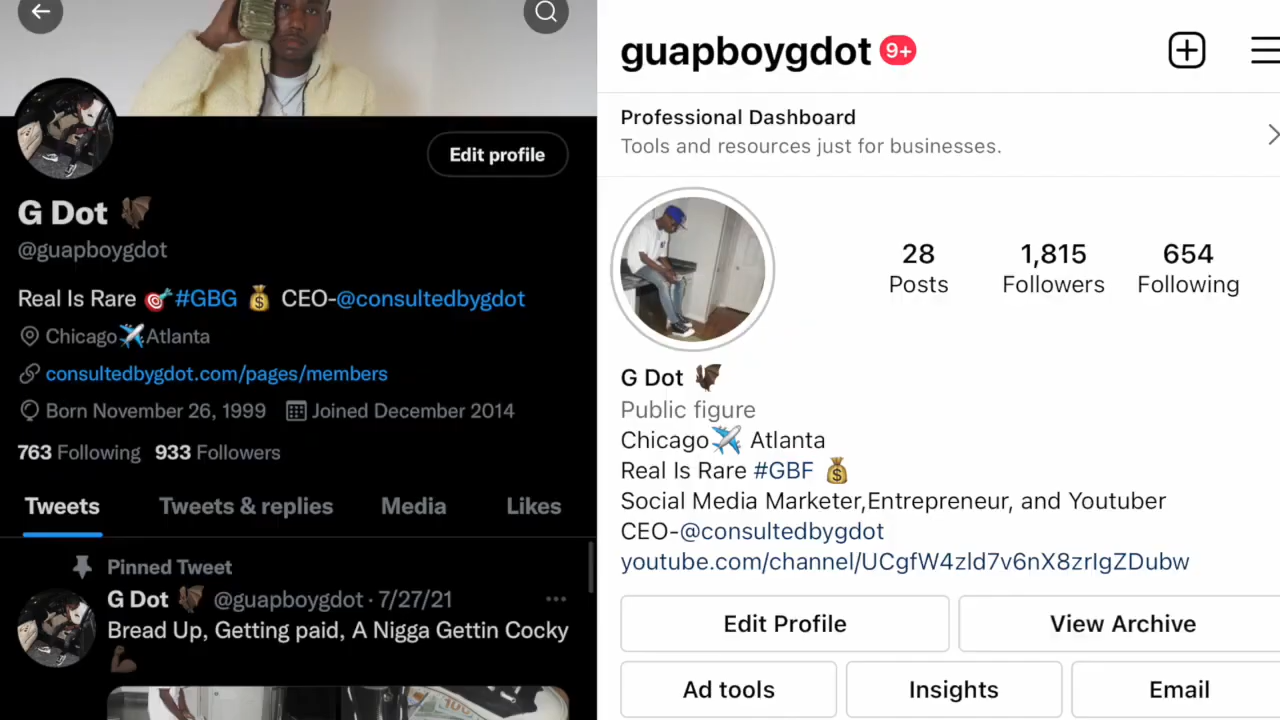 Edit profile
G Dot 🦇
@guapboygdot
Real Is Rare 🎯 #GBG 💰 CEO-@consultedbygdot
Chicago✈️Atlanta
consultedbygdot.com/pages/members
Born November 26, 1999 Joined December 2014
763 Following 933 Followers
Tweets Tweets & replies Media Likes
Pinned Tweet
G Dot 🦇 @guapboygdot · 7/27/21 ...
Bread Up, Getting paid, A Nigga Gettin Cocky
💪🏿
guapboygdot 9+
Professional Dashboard
Tools and resources just for businesses.
28 1,815 654
Posts Followers Following
G Dot 🦇
Public figure
Chicago✈️ Atlanta
Real Is Rare #GBF 💰
Social Media Marketer,Entrepreneur, and Youtuber
CEO-@consultedbygdot
youtube.com/channel/UCgfW4zld7v6nX8zrIgZDubw
Edit Profile View Archive
Ad tools Insights Email